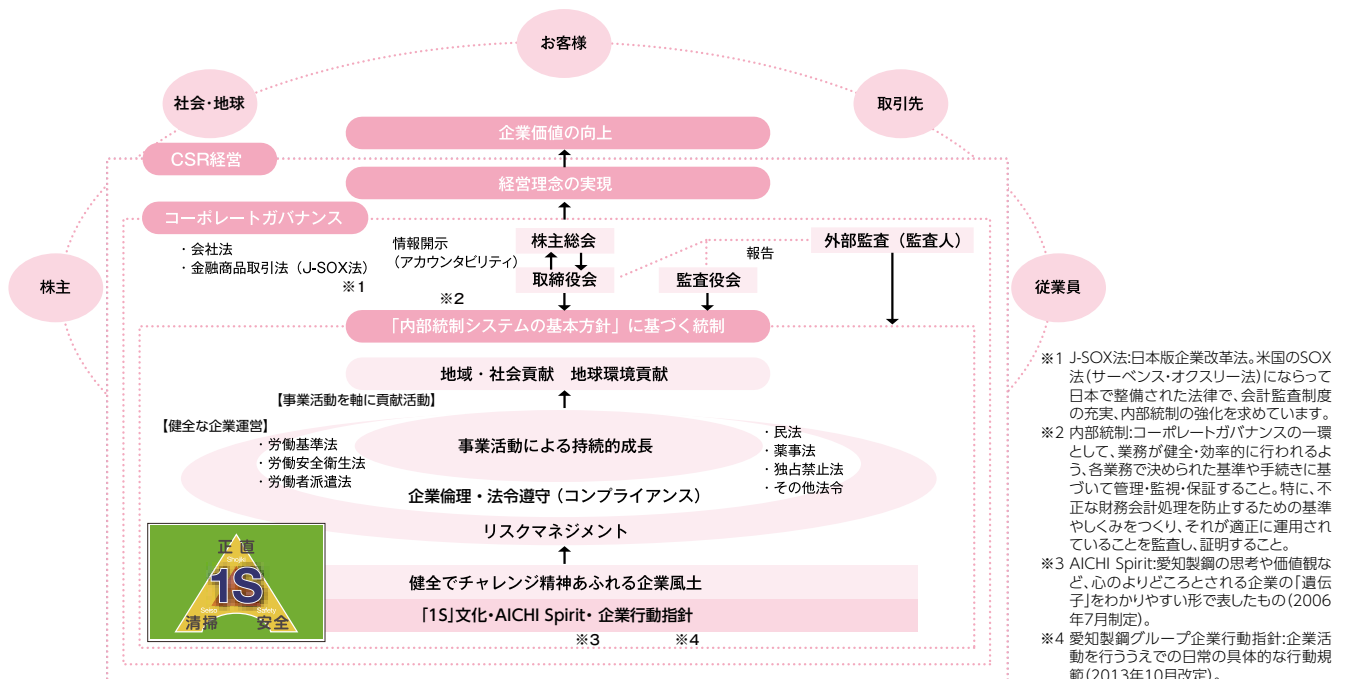 お客様
社会・地球
取引先
企業価値の向上
CSR経営
経営理念の実現
コーポレートガバナンス
・会社法
・金融商品取引法（J-SOX法）
※1
情報開示
（アカウンタビリティ）
※2
株主総会
取締役会
監査役会
報告
外部監査（監査人）
株主
従業員
「内部統制システムの基本方針」に基づく統制
地域・社会貢献　地球環境貢献
【事業活動を軸に貢献活動】
【健全な企業運営】
・労働基準法
・労働安全衛生法
・労働者派遣法
事業活動による持続的成長
・民法
・薬事法
・独占禁止法
・その他法令
企業倫理・法令遵守（コンプライアンス）
リスクマネジメント
正直
Shojiki
1S
Seiso
Safety
清掃
安全
健全でチャレンジ精神あふれる企業風土
「1S」文化・AICHI Spirit・企業行動指針
※3
※4
※1 J-SOX法:日本版企業改革法。米国のSOX
法（サーベンス・オクスリー法）にならって
日本で整備された法律で、会計監査制度
の充実、内部統制の強化を求めています。
※2 内部統制:コーポレートガバナンスの一環
として、業務が健全・効率的に行われるよ
う、各業務で決められた基準や手続きに基
づいて管理・監視・保証すること。特に、不
正な財務会計処理を防止するための基準
やしくみをつくり、それが適正に運用され
ていることを監査し、証明すること。
※3 AICHI Spirit:愛知製鋼の思考や価値観な
ど、心のよりどころとされる企業の「遺伝
子」をわかりやすい形で表したもの（2006
年7月制定）。
※4 愛知製鋼グループ企業行動指針:企業活
動を行ううえでの日常の具体的な行動規
範（2013年10月改定）。